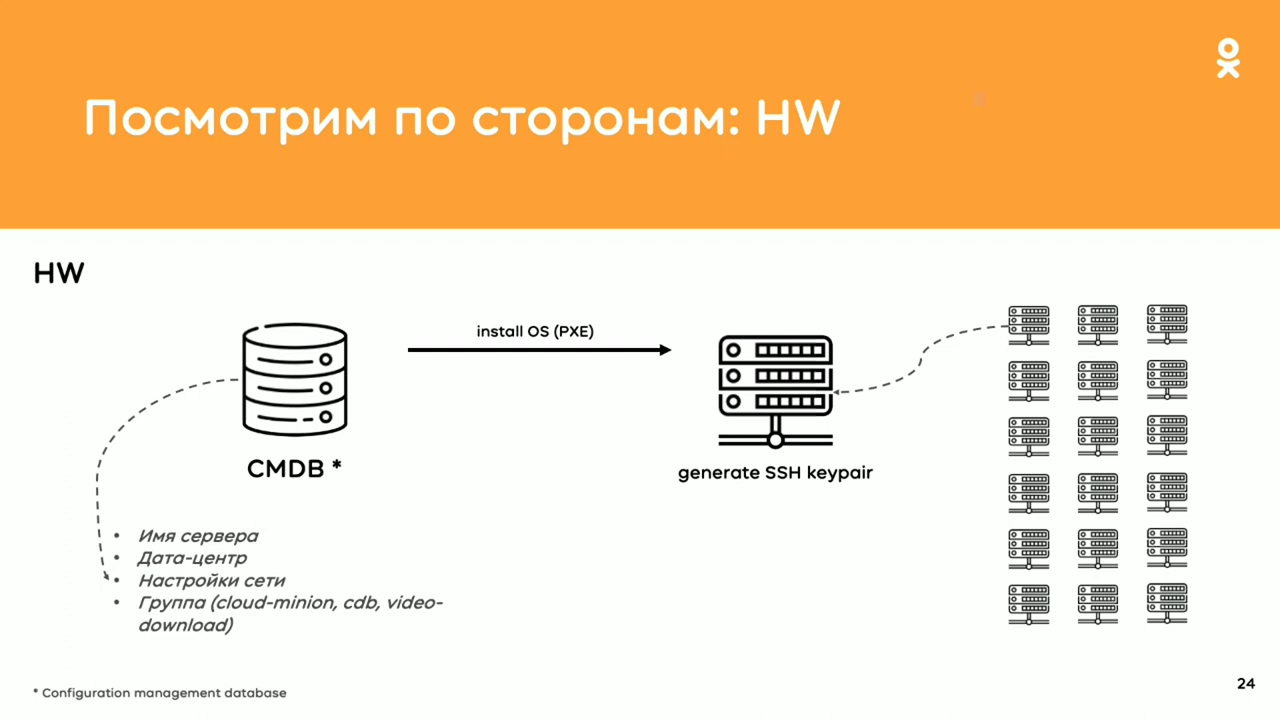 Посмотрим по сторонам: HW
HW
install OS (PXE)
CMDB *
generate SSH keypair
• Имя сервера
• Дата-центр
• Настройки сети
• Группа (cloud-minion, cdb, video-
download)
* Configuration management database
24